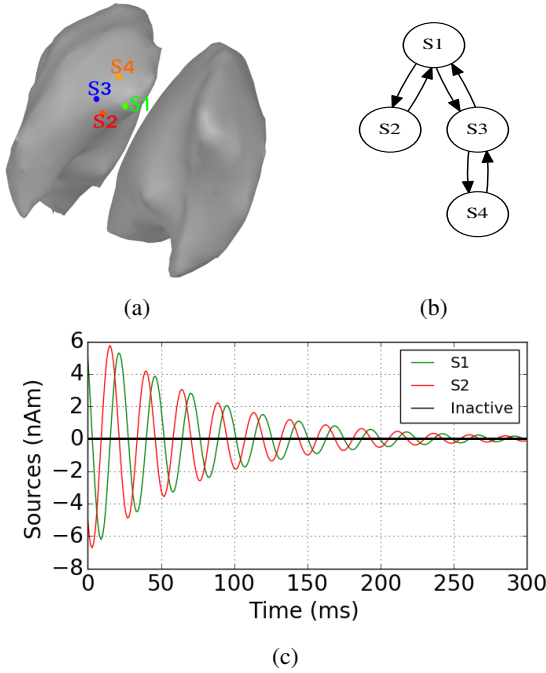 S4
S3
S1
S2
S1
S2
S3
S4
(a)
(b)
Sources (nAm)
6
4
2
0
−2
−4
−6
−8
S1
S2
Inactive
0
50
100
150
200
250
300
Time (ms)
(c)